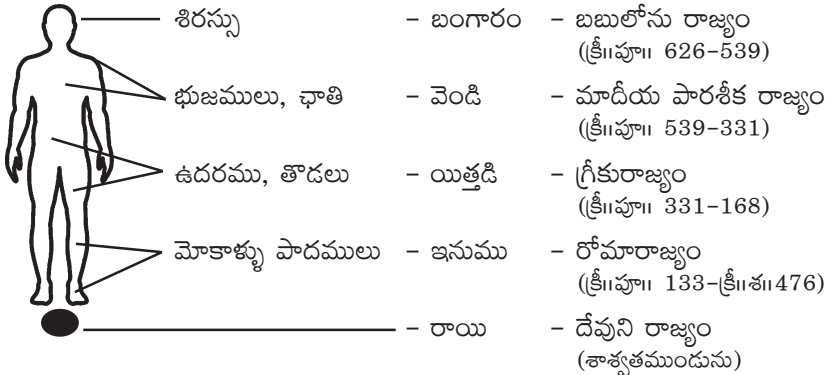 శిరస్సు – బంగారం – బబులోను రాజ్యం
(క్రీ॥పూ॥ 626–539)
భుజములు, ఛాతి – వెండి – మాదీయ పారశీక రాజ్యం
(క్రీ॥పూ॥ 539–331)
ఉదరము, తొడలు – యిత్తడి – గ్రీకురాజ్యం
(క్రీ॥పూ॥ 331–168)
మోకాళ్ళు పాదములు – ఇనుము – రోమారాజ్యం
(క్రీ॥పూ॥ 133–క్రీ॥శ॥476)
– రాయి – దేవుని రాజ్యం
(శాశ్వతముండును)